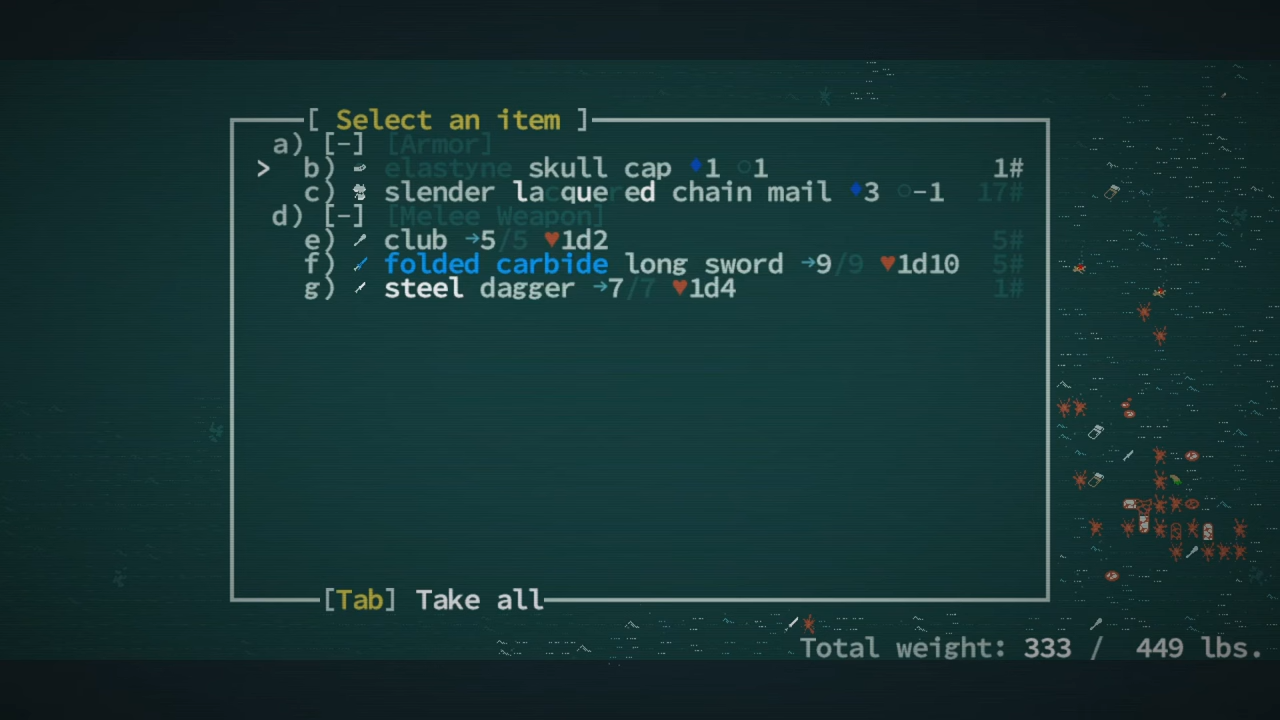 [ Select an item ]
a) [-] [Armor]
> b) elastyne skull cap ♦1 ○1 1#
c) slender lacquered chain mail ♦3 ○-1 17#
d) [-] [Melee Weapon]
e) club →5/5 ♥1d2 5#
f) folded carbide long sword →9/9 ♥1d10 5#
g) steel dagger →7/7 ♥1d4 1#
[Tab] Take all
Total weight: 333 / 449 lbs.